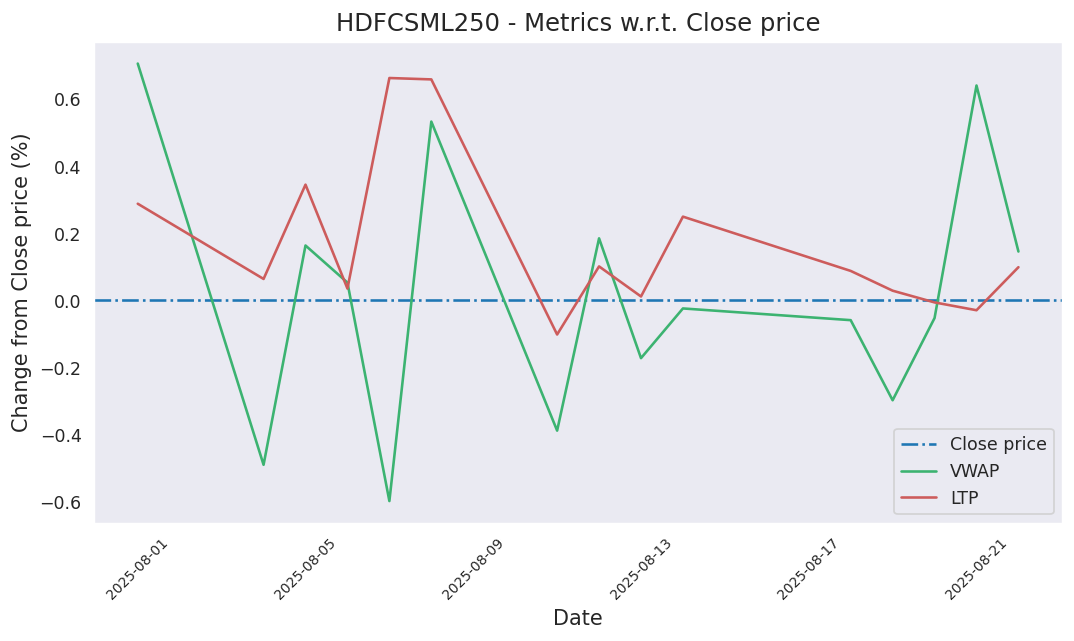 HDFCSML250 - Metrics w.r.t. Close price
Change from Close price (%)
0.6
0.4
0.2
0.0
−0.2
−0.4
−0.6
Close price
VWAP
LTP
2025-08-01
2025-08-05
2025-08-09
2025-08-13
2025-08-17
2025-08-21
Date